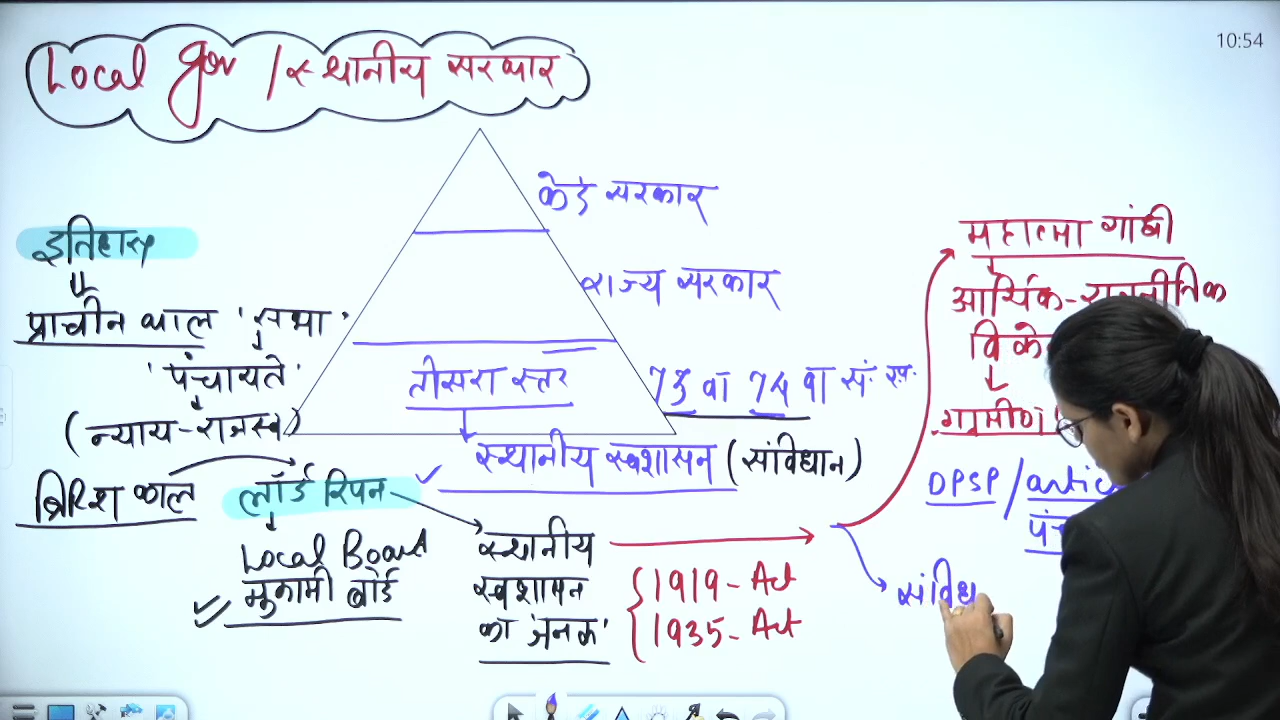 10:54
Local gov / स्थानीय सरकार
केंद्र सरकार
राज्य सरकार
तीसरा स्तर
73 वां 74 वां सं.
स्थानीय स्वशासन (संविधान)
इतिहास
प्राचीन काल 'सभा'
'पंचायते'
(न्याय-राजस्व)
ब्रिटिश काल
लॉर्ड रिपन
Local Board
मुकामी बोर्ड
स्थानीय
स्वशासन
का 'जनक'
1919 - Act
1935 - Act
महात्मा गांधी
आर्थिक-राजनीतिक
विके
ग्रामीण
DPSP / artic
पं
संविध